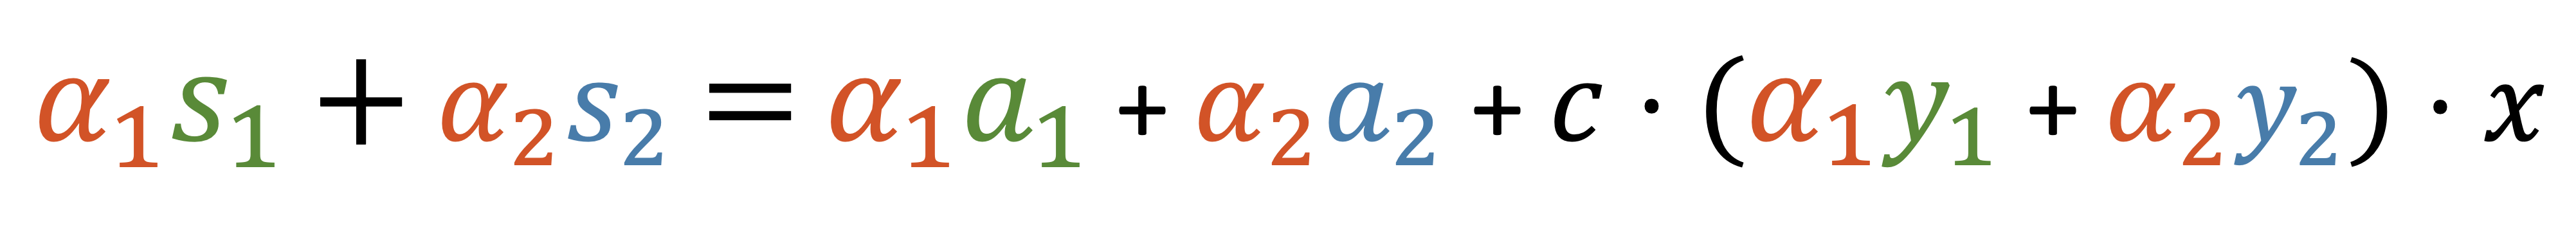 α₁s₁ + α₂s₂ = α₁a₁ + α₂a₂ + c · (α₁y₁ + α₂y₂) · x